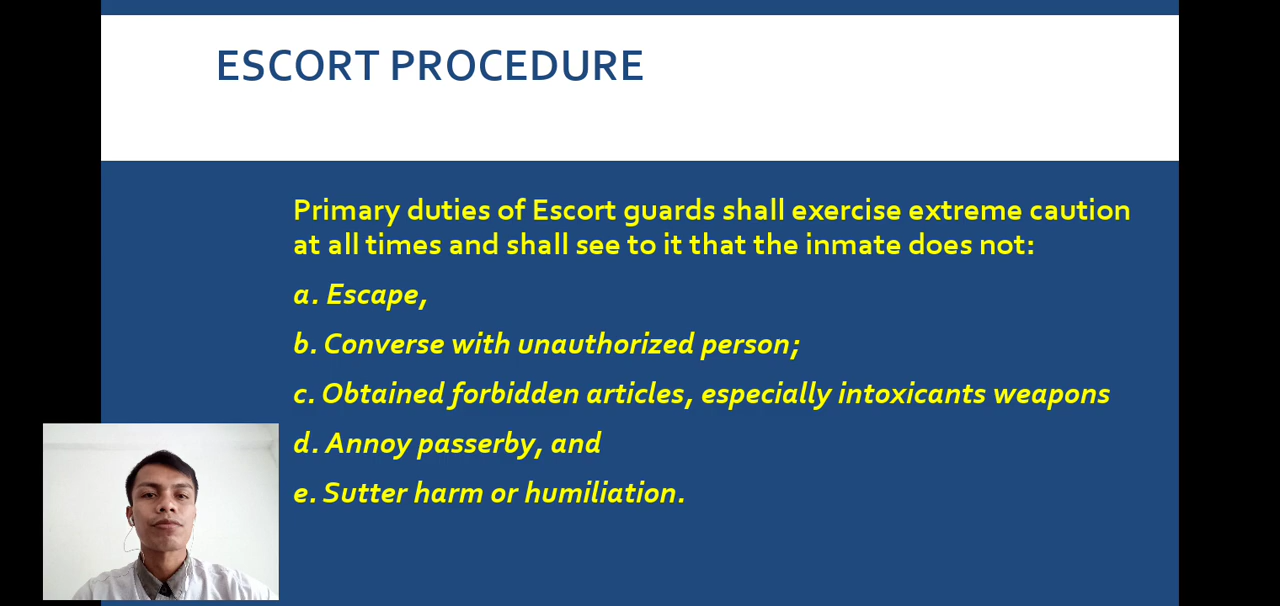 ESCORT PROCEDURE
Primary duties of Escort guards shall exercise extreme caution
at all times and shall see to it that the inmate does not:
a. Escape,
b. Converse with unauthorized person;
c. Obtained forbidden articles, especially intoxicants weapons
d. Annoy passerby, and
e. Sutter harm or humiliation.